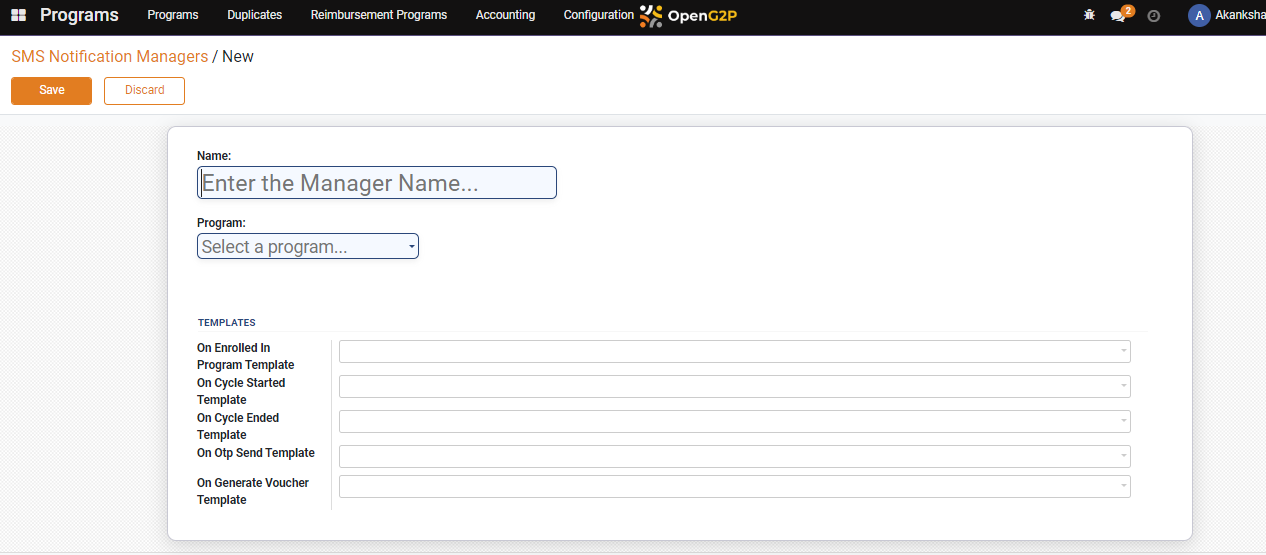 Programs Programs Duplicates Reimbursement Programs Accounting Configuration OpenG2P 2 A Akanksha
SMS Notification Managers / New
Save Discard
Name:
Enter the Manager Name...
Program:
Select a program...
TEMPLATES
On Enrolled In
Program Template
On Cycle Started
Template
On Cycle Ended
Template
On Otp Send Template
On Generate Voucher
Template